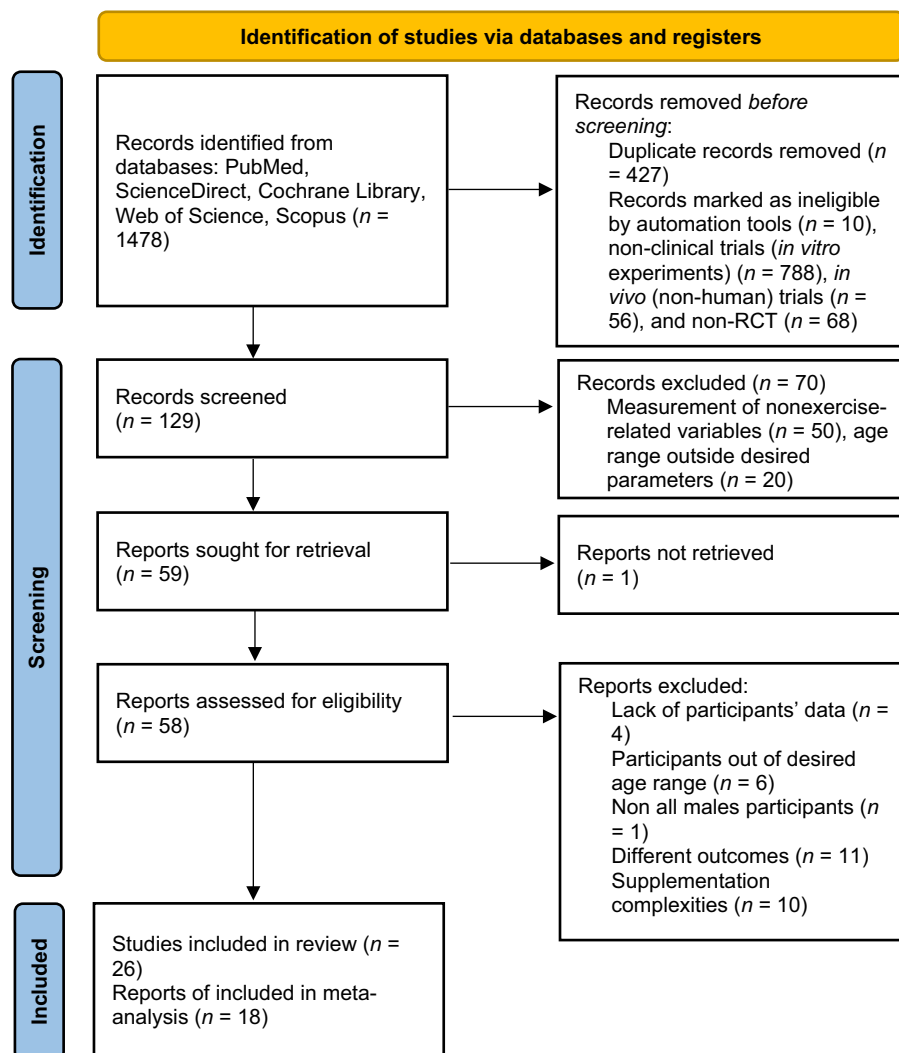 Identification of studies via databases and registers
Identification
Records identified from
databases: PubMed,
ScienceDirect, Cochrane Library,
Web of Science, Scopus (n =
1478)
Records removed before
screening:
Duplicate records removed (n
= 427)
Records marked as ineligible
by automation tools (n = 10),
non-clinical trials (in vitro
experiments) (n = 788), in
vivo (non-human) trials (n =
56), and non-RCT (n = 68)
Screening
Records screened
(n = 129)
Records excluded (n = 70)
Measurement of nonexercise-
related variables (n = 50), age
range outside desired
parameters (n = 20)
Reports sought for retrieval
(n = 59)
Reports not retrieved
(n = 1)
Reports assessed for eligibility
(n = 58)
Reports excluded:
Lack of participants’ data (n =
4)
Participants out of desired
age range (n = 6)
Non all males participants (n =
1)
Different outcomes (n = 11)
Supplementation
complexities (n = 10)
Included
Studies included in review (n =
26)
Reports of included in meta-
analysis (n = 18)